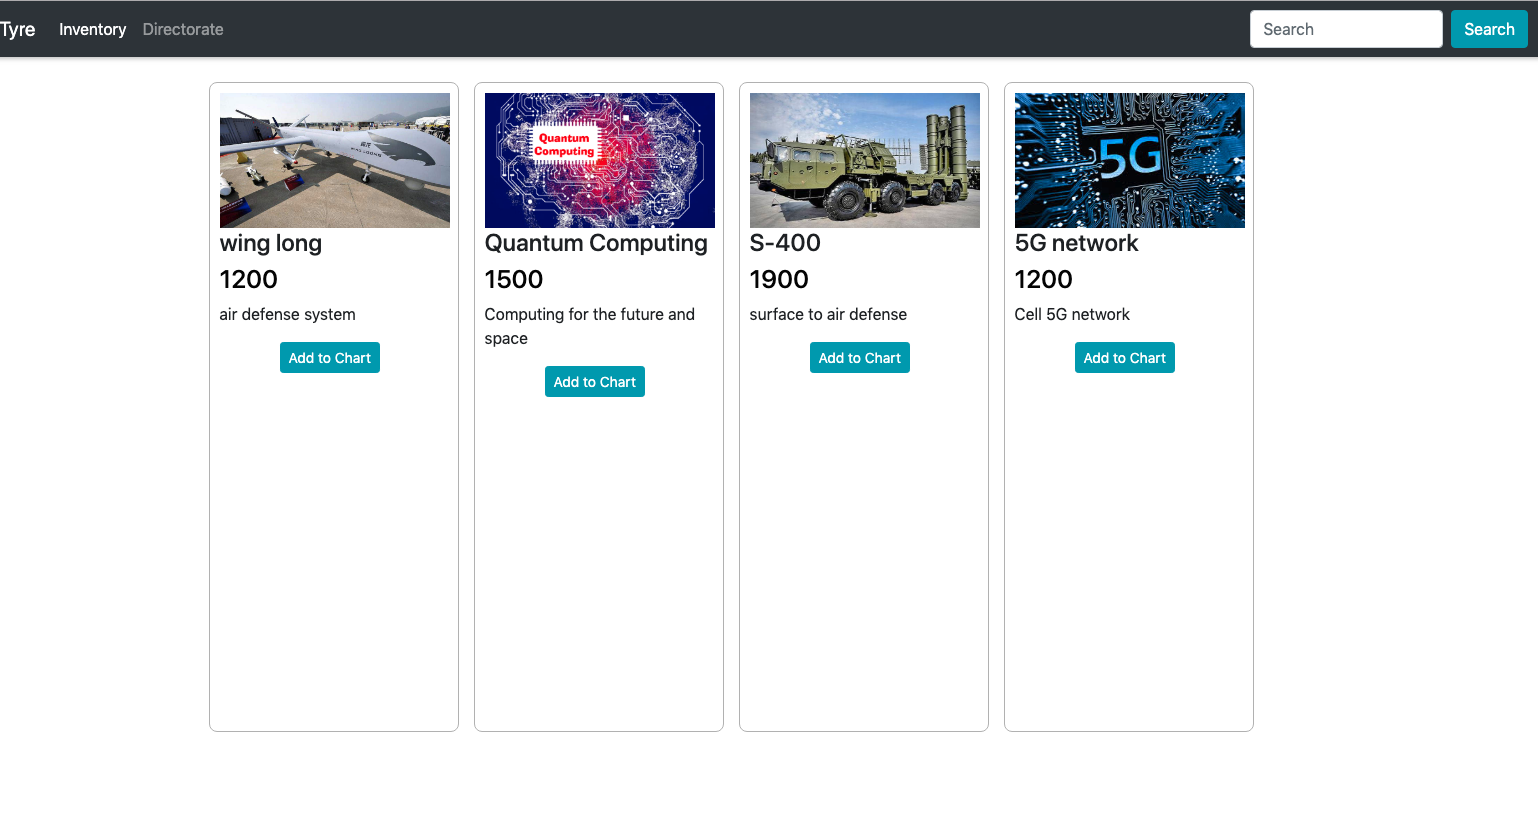 Tyre Inventory Directorate Search Search
Quantum
Computing
5G
wing long
1200
air defense system
Add to Chart
Quantum Computing
1500
Computing for the future and
space
Add to Chart
S-400
1900
surface to air defense
Add to Chart
5G network
1200
Cell 5G network
Add to Chart